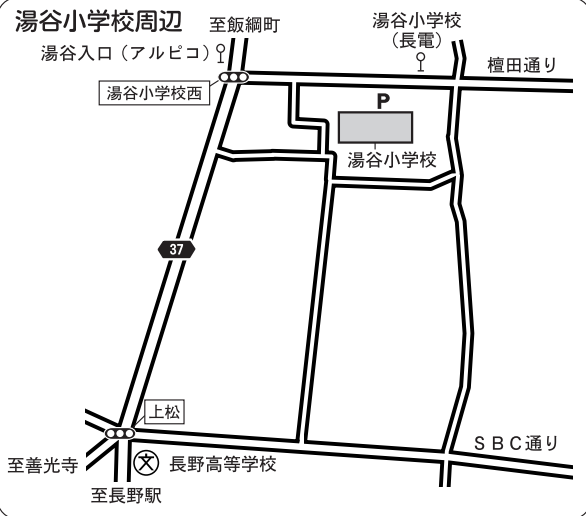 湯谷小学校周辺
至飯綱町
湯谷小学校
(長電)
湯谷入口(アルピコ)
檀田通り
湯谷小学校西
P
湯谷小学校
37
上松
SBC通り
文
長野高等学校
至善光寺
至長野駅